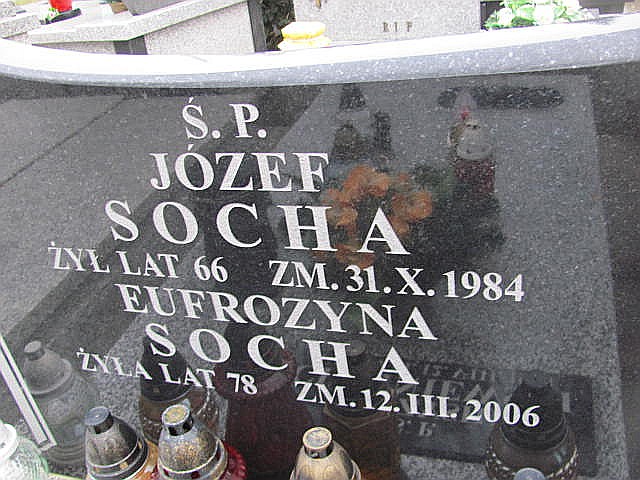 R I P
Ś. P.
JÓZEF
SOCHA
ŻYŁ LAT 66 ZM. 31. X. 1984
EUFROZYNA
SOCHA
ŻYŁA LAT 78 ZM. 12. III. 2006